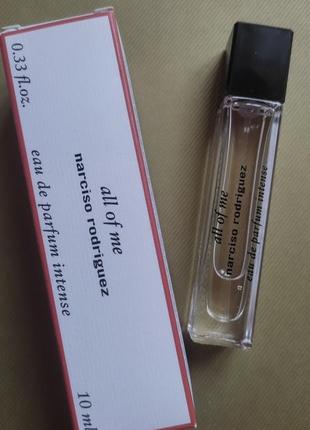 0.33 fl.oz.
all of me
narciso rodriguez
eau de parfum intense
10 ml
all of me
narciso rodriguez
eau de parfum intense